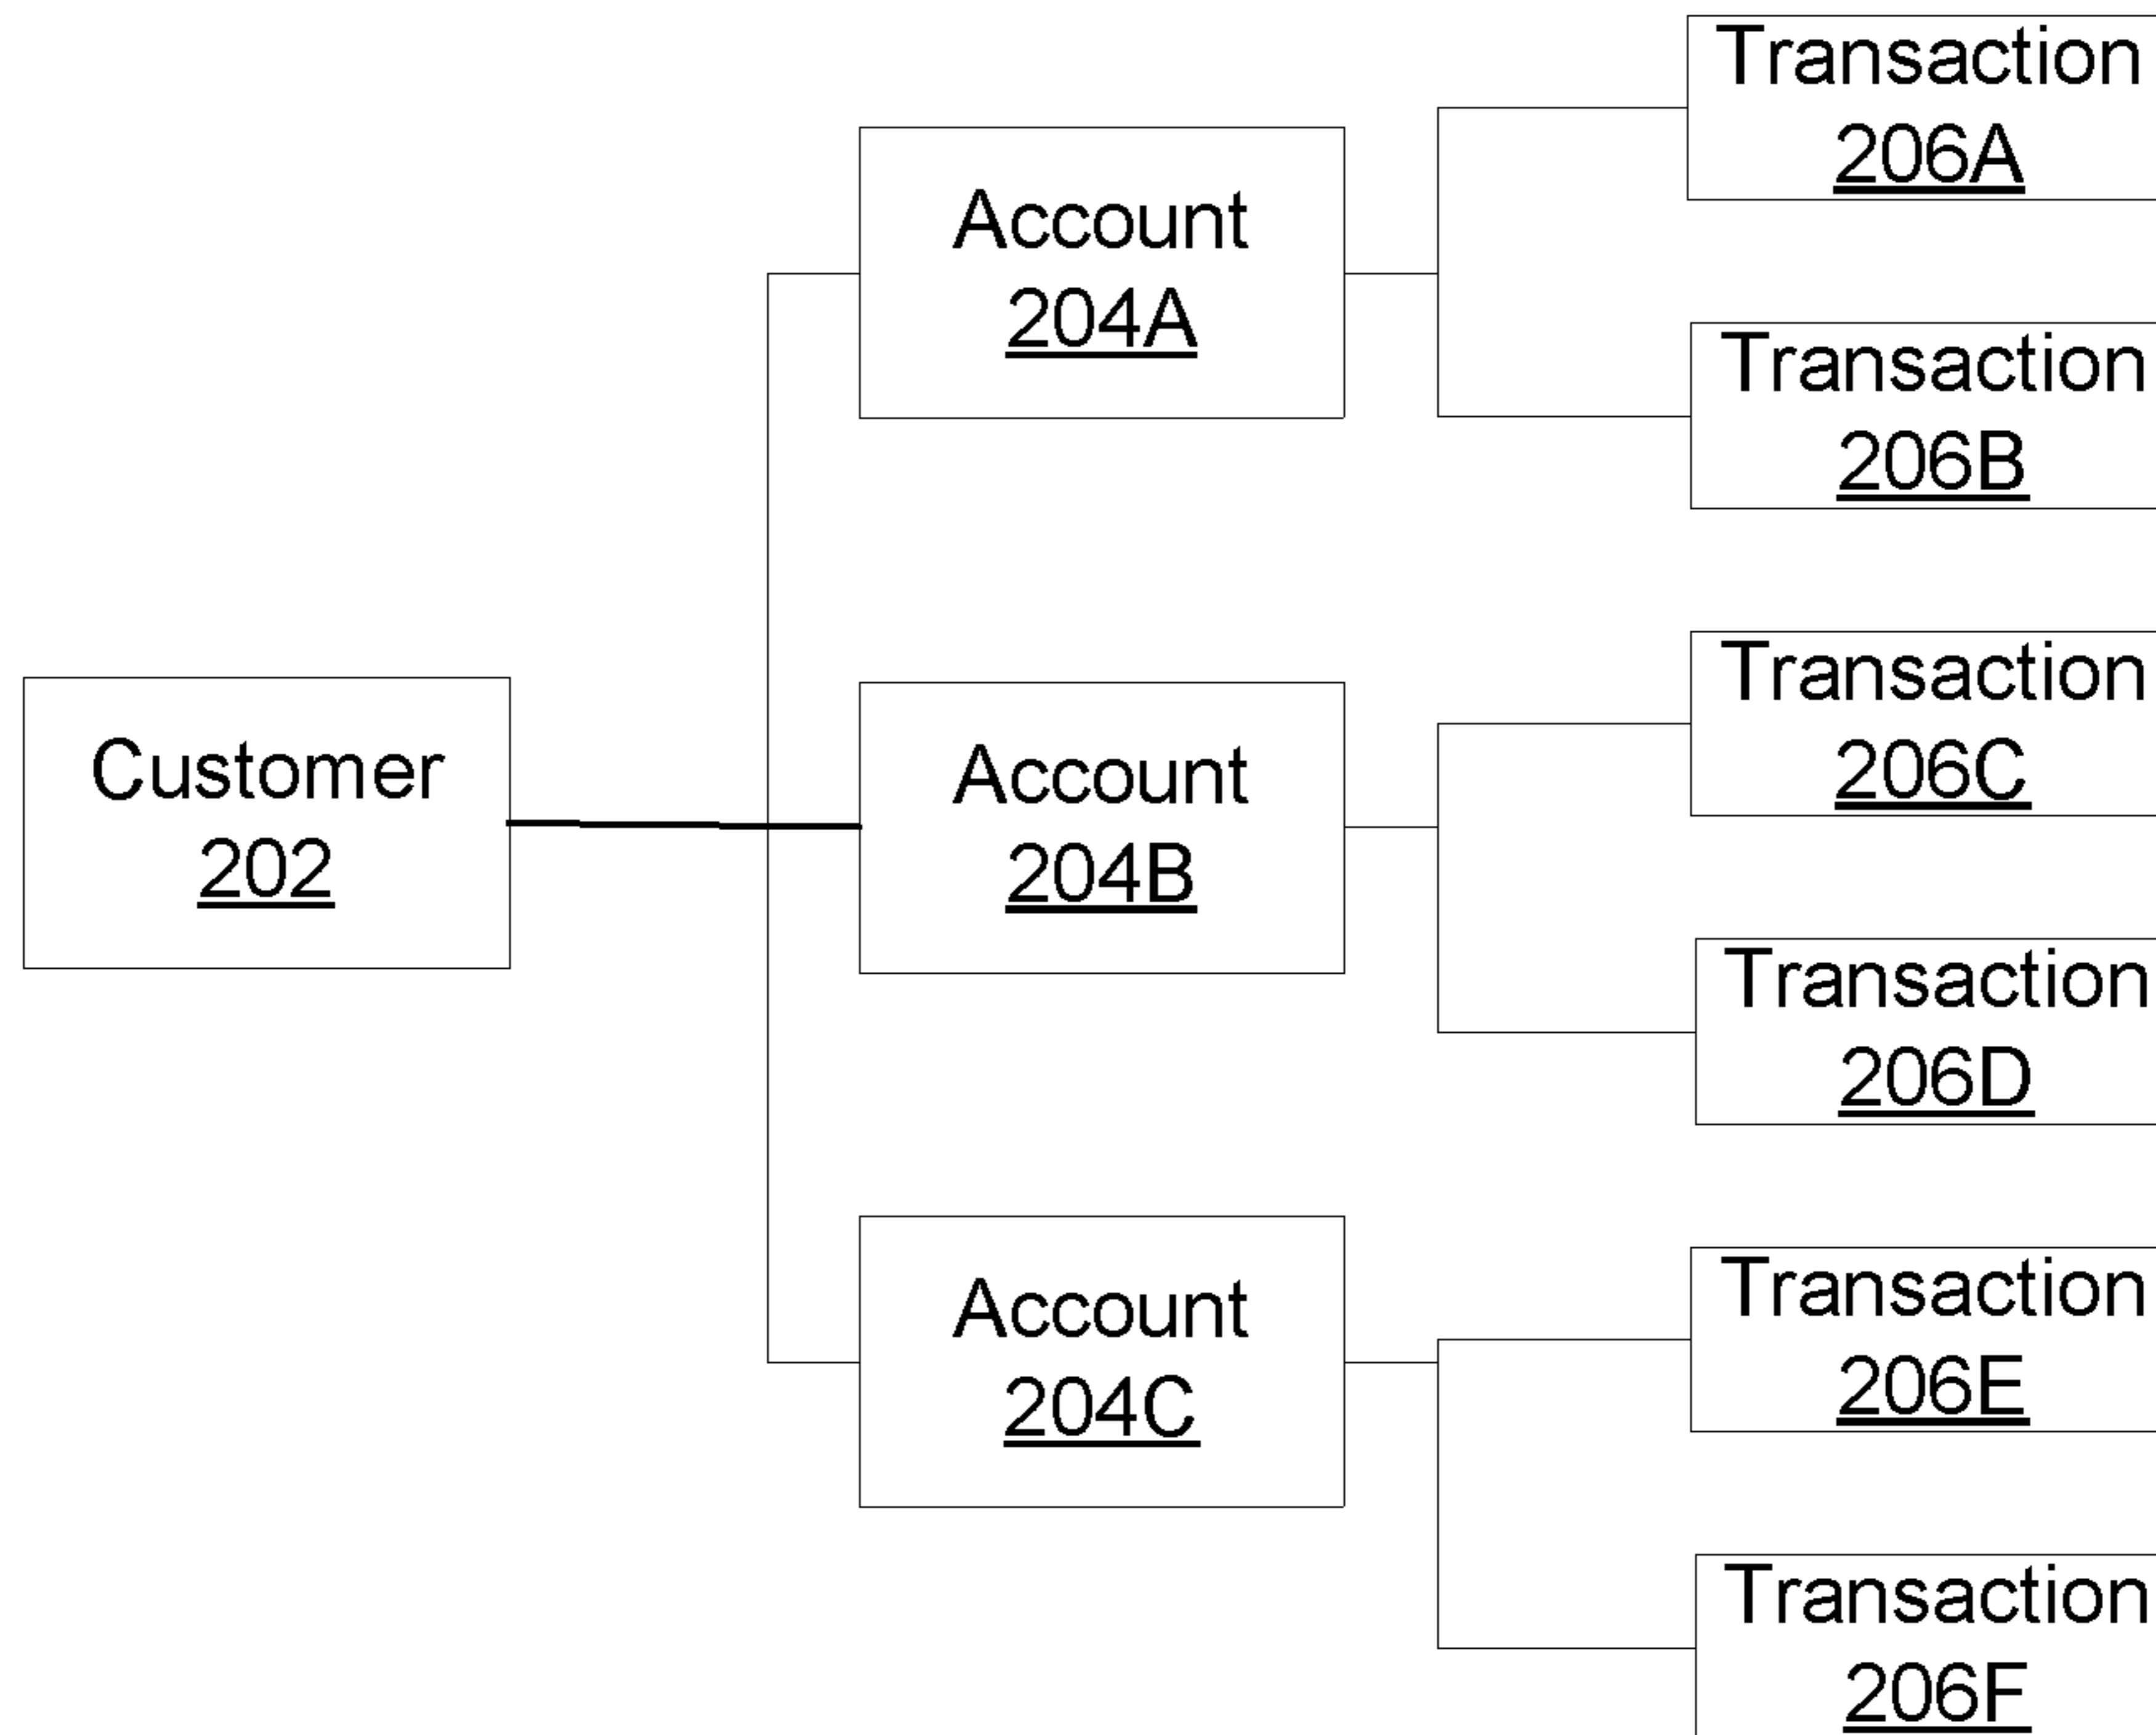 Transaction
206A
Account
204A
Transaction
206B
Transaction
206C
Customer
202
Account
204B
Transaction
206D
Account
204C
Transaction
206E
Transaction
206F